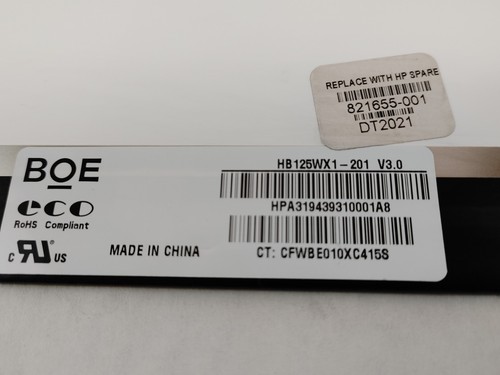 REPLACE WITH HP SPARE
821655-001
DT2021
BOE
HB125WX1-201 V3.0
eco
RoHS Compliant
HPA319439310001A8
c RU US
MADE IN CHINA
CT: CFWBE010XC415S